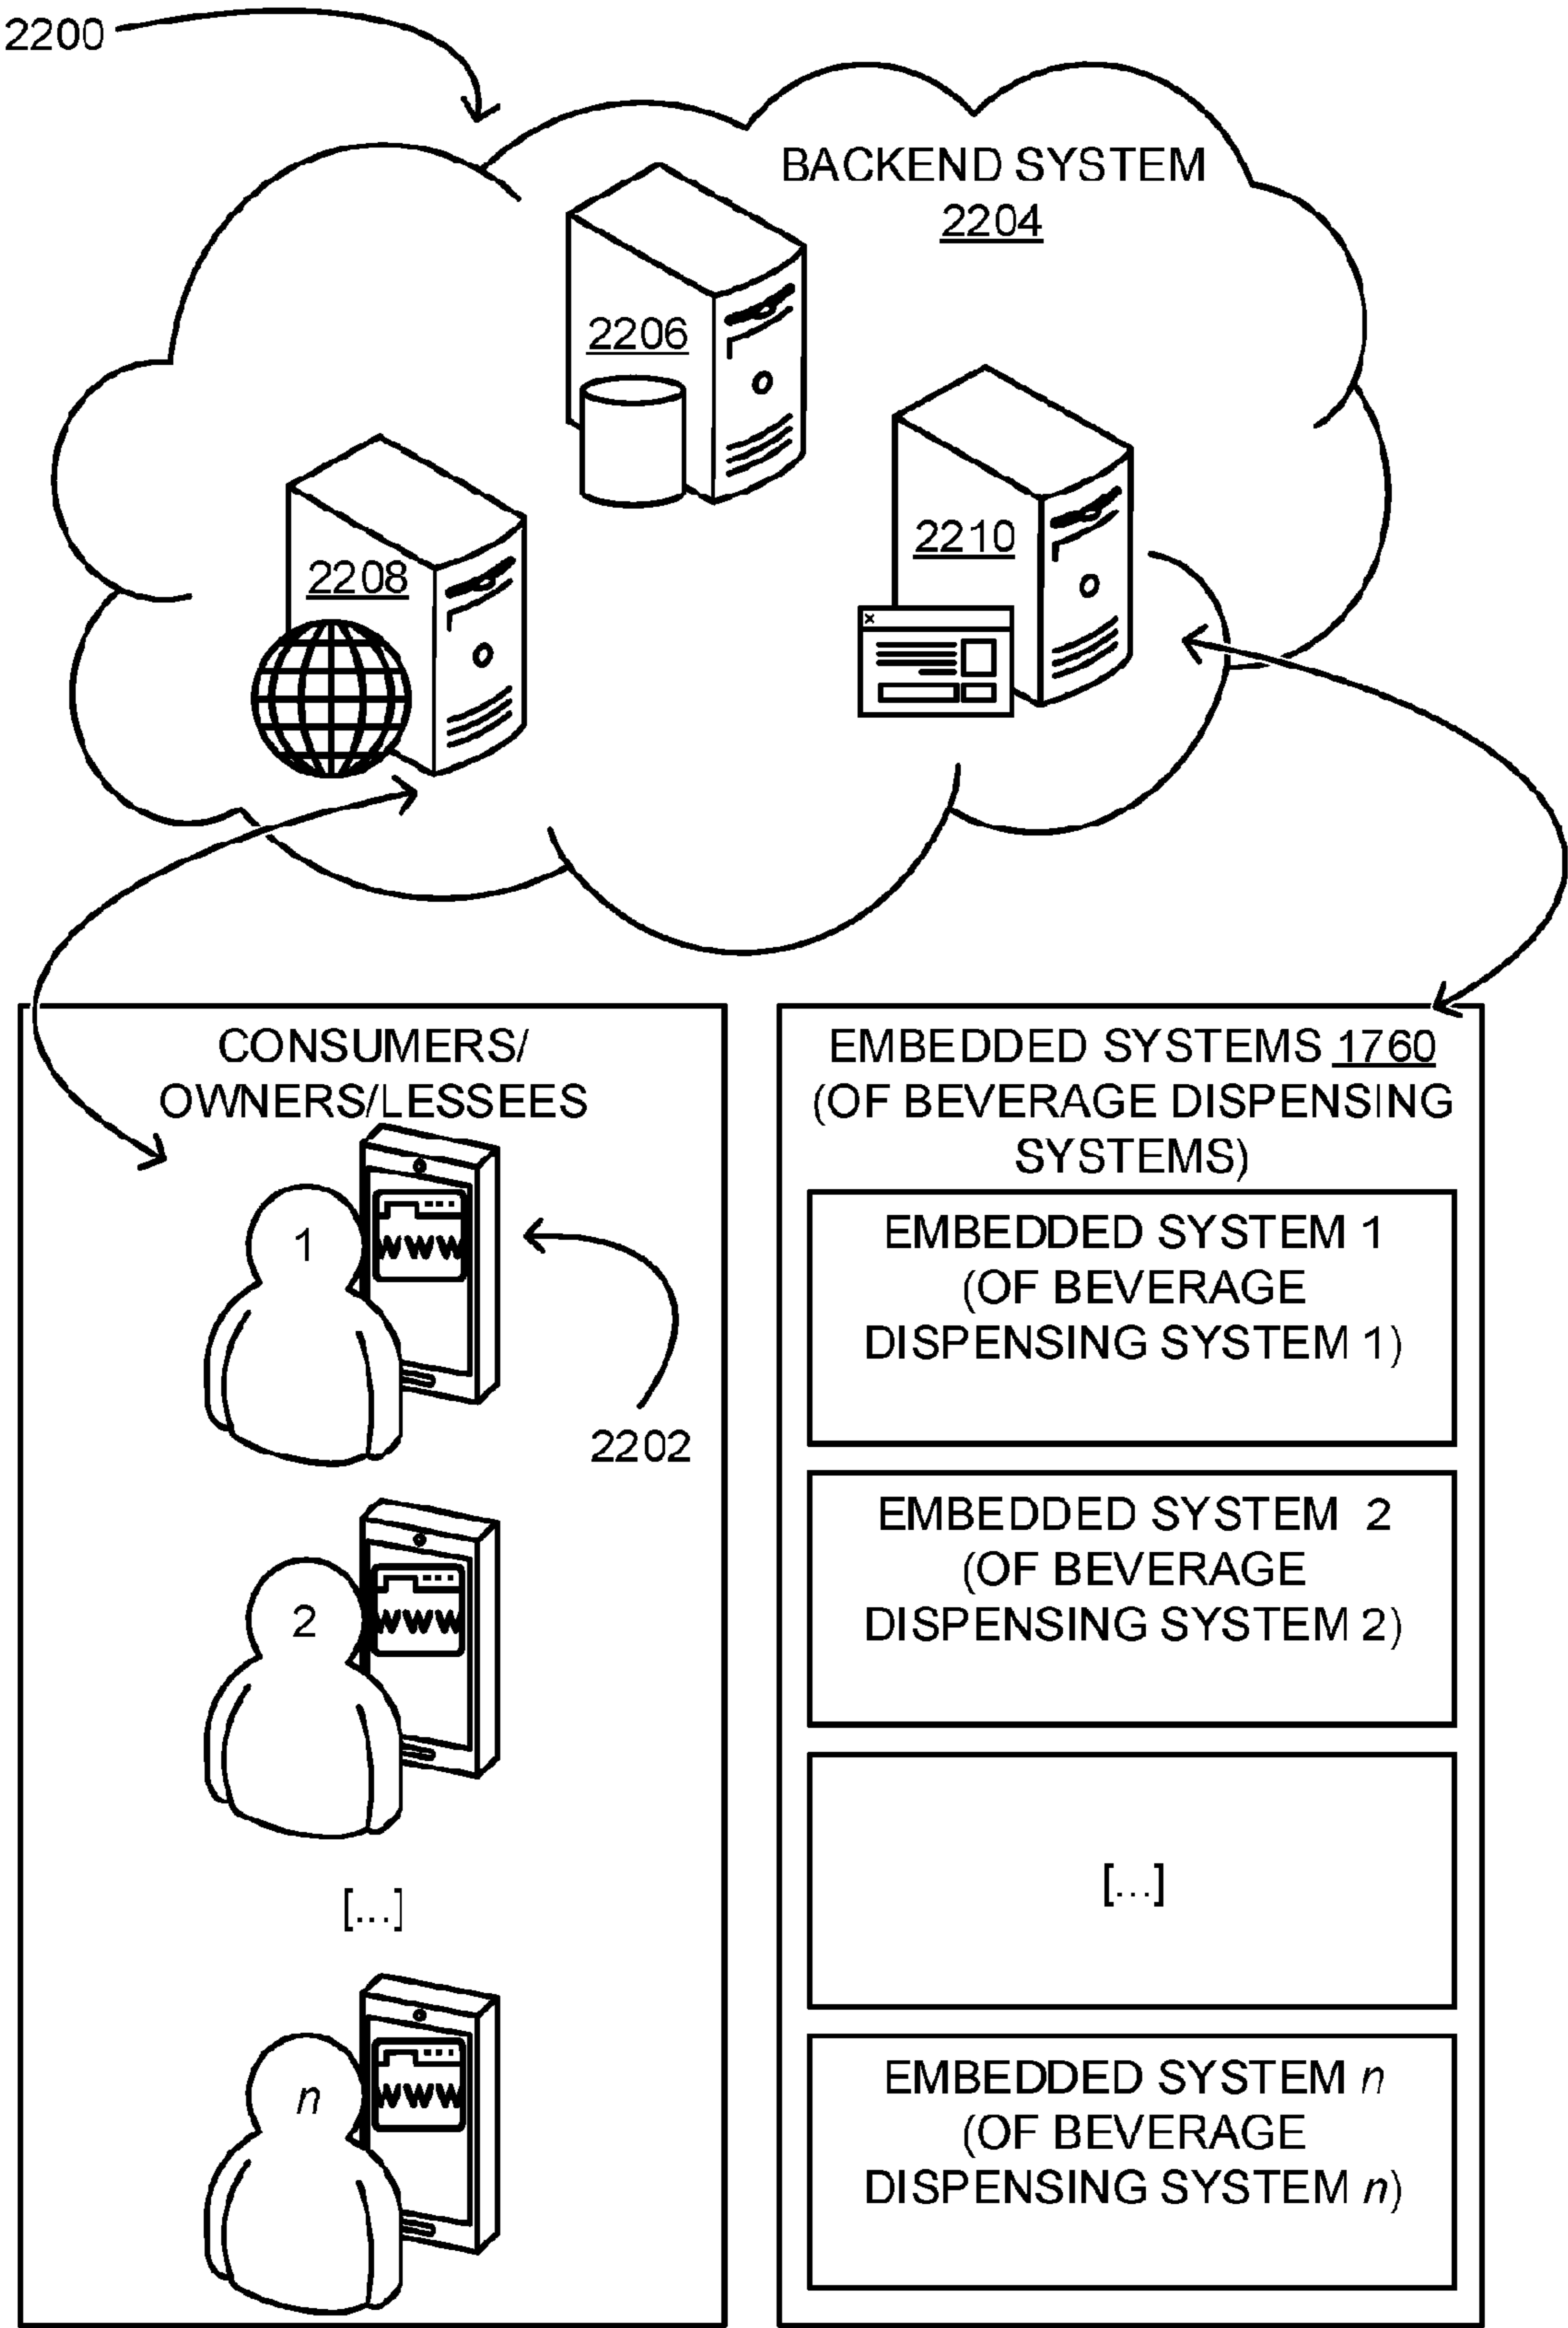 2200
BACKEND SYSTEM
2204
2206
2210
2208
CONSUMERS/
OWNERS/LESSEES
1
WWW
2202
2
WWW
[...]
n
WWW
EMBEDDED SYSTEMS 1760
(OF BEVERAGE DISPENSING
SYSTEMS)
EMBEDDED SYSTEM 1
(OF BEVERAGE
DISPENSING SYSTEM 1)
EMBEDDED SYSTEM 2
(OF BEVERAGE
DISPENSING SYSTEM 2)
[...]
EMBEDDED SYSTEM n
(OF BEVERAGE
DISPENSING SYSTEM n)